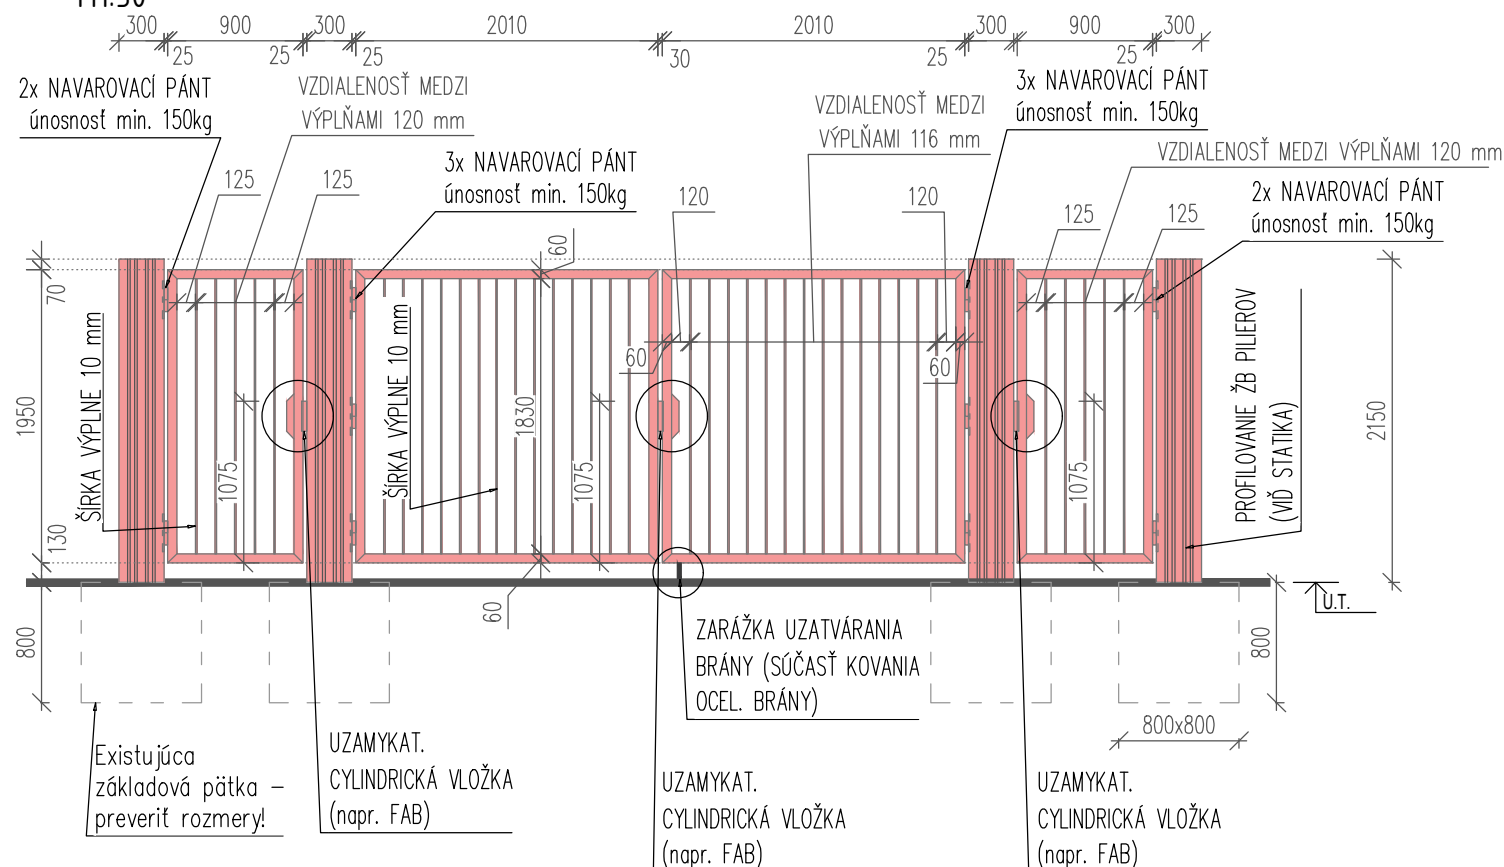 300
900
300
2010
2010
300
900
300
25
25
25
30
25
25
2x NAVAROVACÍ PÁNT
únosnosť min. 150kg
VZDIALENOSŤ MEDZI
VÝPLŇAMI 120 mm
3x NAVAROVACÍ PÁNT
únosnosť min. 150kg
VZDIALENOSŤ MEDZI
VÝPLŇAMI 116 mm
3x NAVAROVACÍ PÁNT
únosnosť min. 150kg
VZDIALENOSŤ MEDZI VÝPLŇAMI 120 mm
2x NAVAROVACÍ PÁNT
únosnosť min. 150kg
125
125
120
120
125
125
60
70
1950
130
800
ŠÍRKA VÝPLNE 10 mm
1075
ŠÍRKA VÝPLNE 10 mm
1830
1075
60
60
60
1075
PROFILOVANIE ŽB PILIEROV
(VIĎ STATIKA)
2150
U.T.
800
800x800
ZARÁŽKA UZATVÁRANIA
BRÁNY (SÚČASŤ KOVANIA
OCEL. BRÁNY)
Existujúca
základová pätka –
preveriť rozmery!
UZAMYKAT.
CYLINDRICKÁ VLOŽKA
(napr. FAB)
UZAMYKAT.
CYLINDRICKÁ VLOŽKA
(napr. FAB)
UZAMYKAT.
CYLINDRICKÁ VLOŽKA
(napr. FAB)